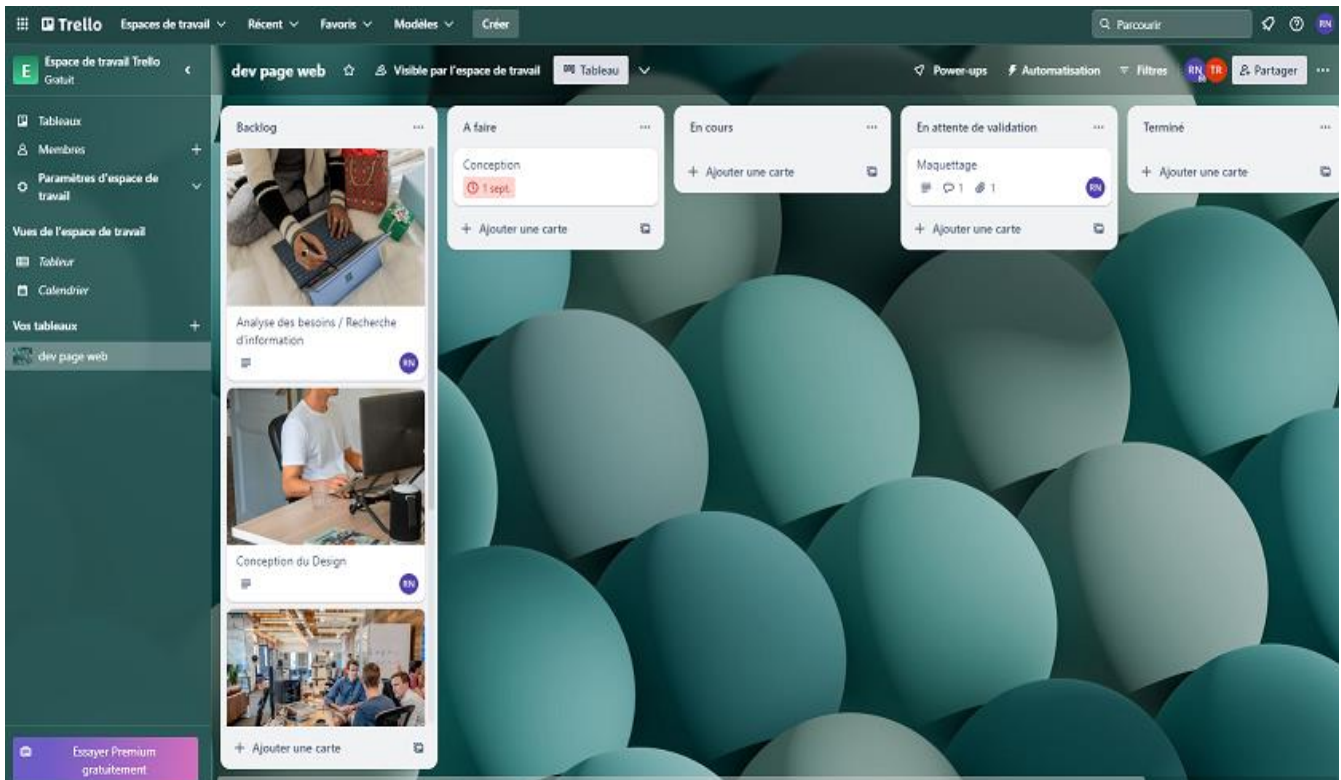 Trello
Espaces de travail
Récent
Favoris
Modèles
Créer
Parcourir
RN
E
Espace de travail Trello
Gratuit
dev page web
Visible par l'espace de travail
Tableau
Power-ups
Automatisation
Filtres
RN
TR
Partager
Tableaux
Membres
Paramètres d'espace de
travail
Vues de l'espace de travail
Tableur
Calendrier
Vos tableaux
dev page web
Essayer Premium
gratuitement
Backlog
Analyse des besoins / Recherche
d'information
RN
Conception du Design
RN
+ Ajouter une carte
A faire
Conception
1 sept.
+ Ajouter une carte
En cours
+ Ajouter une carte
En attente de validation
Maquettage
1
1
RN
+ Ajouter une carte
Terminé
+ Ajouter une carte